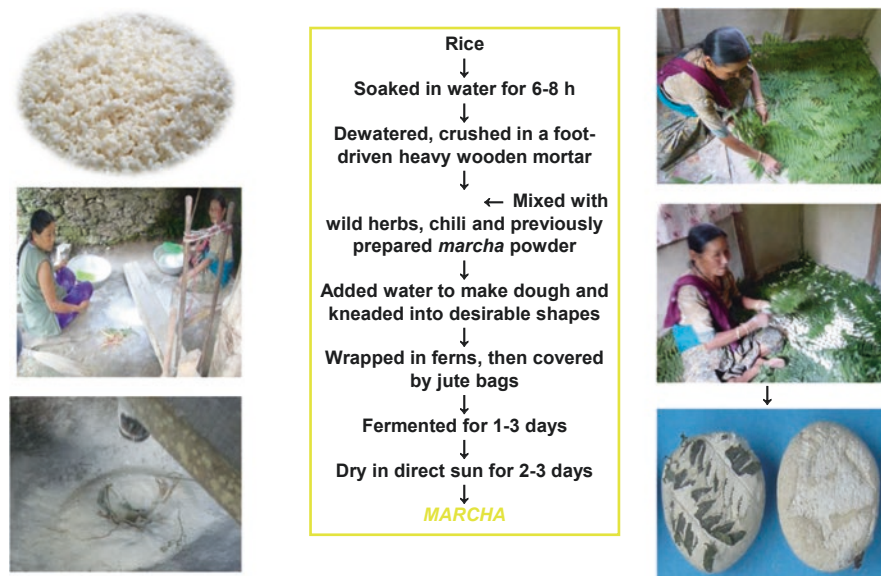 Rice
↓
Soaked in water for 6-8 h
↓
Dewatered, crushed in a foot-
driven heavy wooden mortar
↓
← Mixed with
wild herbs, chili and previously
prepared marcha powder
↓
Added water to make dough and
kneaded into desirable shapes
↓
Wrapped in ferns, then covered
by jute bags
↓
Fermented for 1-3 days
↓
Dry in direct sun for 2-3 days
↓
MARCHA